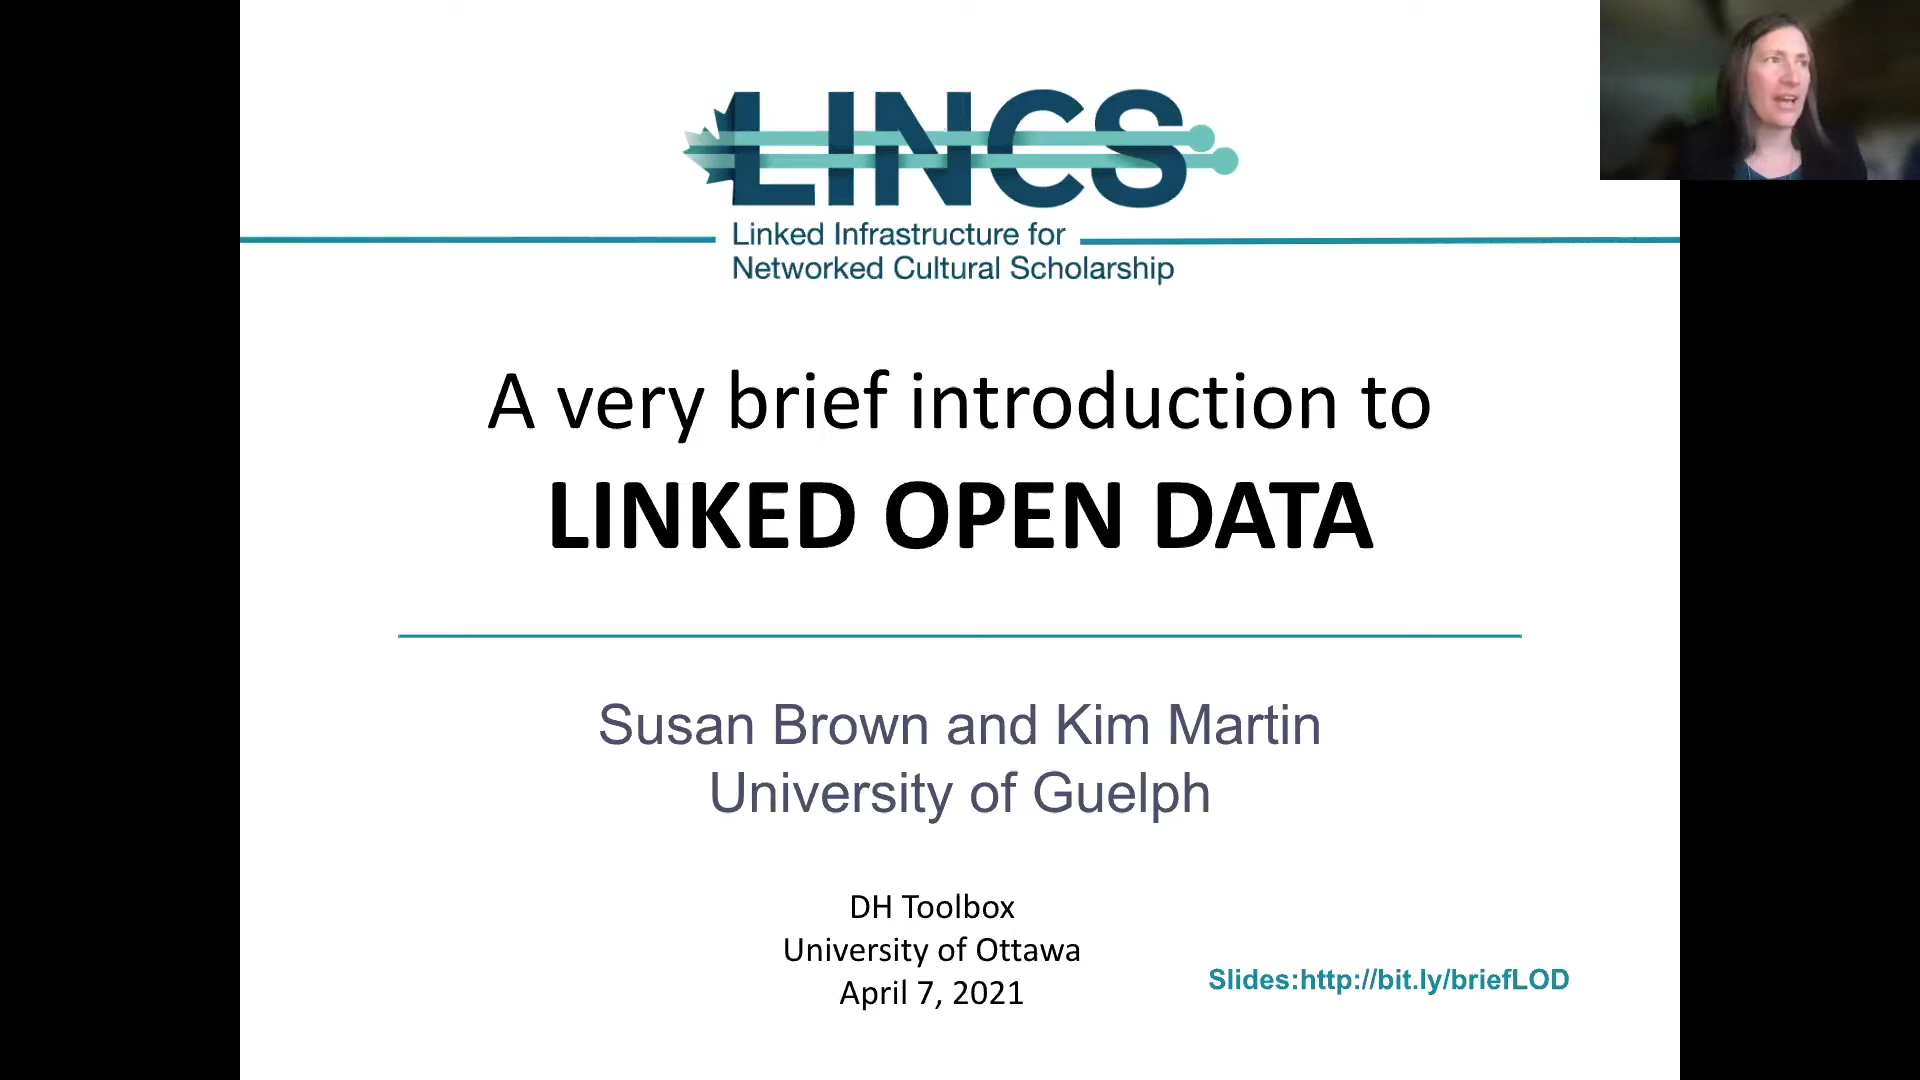 LINCS
Linked Infrastructure for
Networked Cultural Scholarship
A very brief introduction to
LINKED OPEN DATA
Susan Brown and Kim Martin
University of Guelph
DH Toolbox
University of Ottawa
April 7, 2021
Slides:http://bit.ly/briefLOD